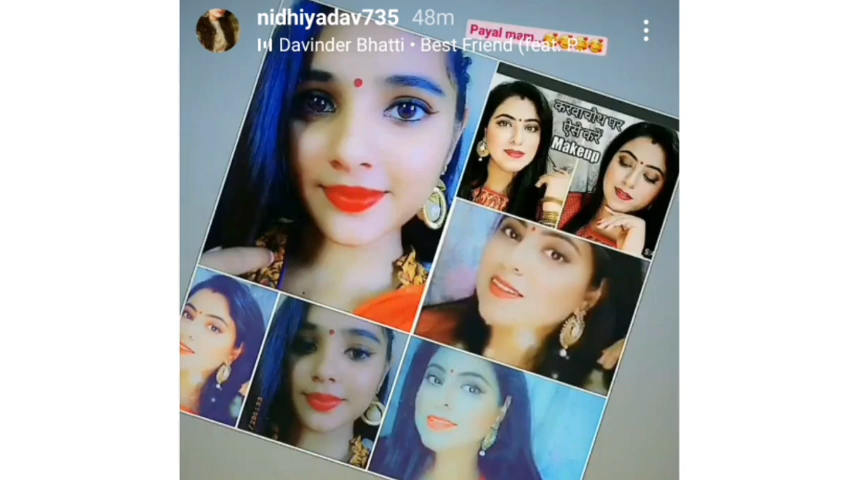 nidhiyadav735 48m
Payal mam..🥰🥰🥰🥰
Davinder Bhatti • Best Friend (feat.
करवाचौथ पर
ऐसे करें
Makeup